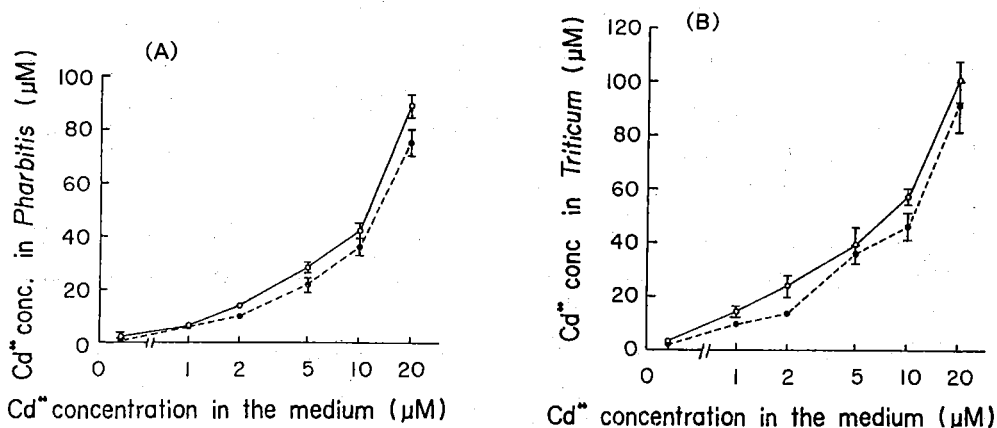 (A)
Cd⁺⁺ conc. in Pharbitis (μM)
100
80
60
40
20
0
0 1 2 5 10 20
Cd⁺⁺ concentration in the medium (μM)
(B)
Cd⁺⁺ conc in Triticum (μM)
120
100
80
60
40
20
0
0 1 2 5 10 20
Cd⁺⁺ concentration in the medium (μM)